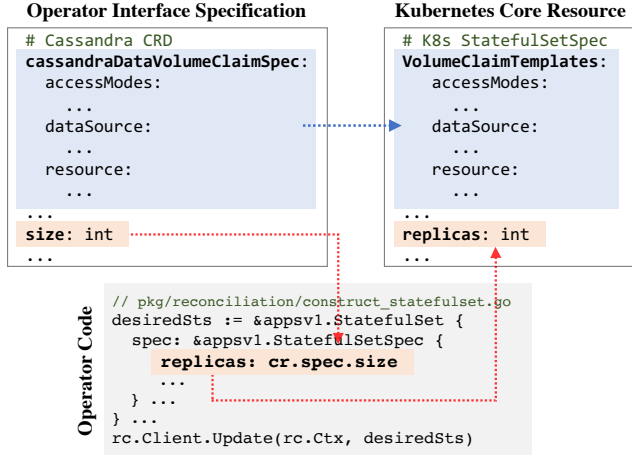 Operator Interface Specification
# Cassandra CRD
cassandraDataVolumeClaimSpec:
accessModes:
...
dataSource:
...
resource:
...
...
size: int
...
Kubernetes Core Resource
# K8s StatefulSetSpec
VolumeClaimTemplates:
accessModes:
...
dataSource:
...
resource:
...
...
replicas: int
...
Operator Code
// pkg/reconciliation/construct_statefulset.go
desiredSts := &appsv1.StatefulSet {
spec: &appsv1.StatefulSetSpec {
replicas: cr.spec.size
...
} ...
} ...
rc.Client.Update(rc.Ctx, desiredSts)